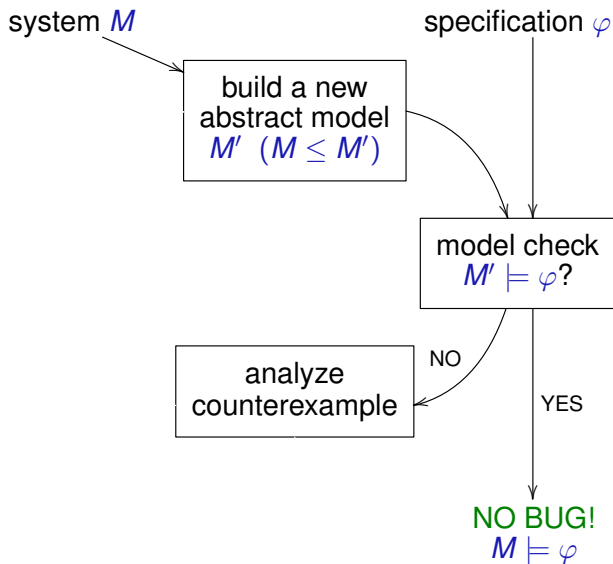 system M
specification φ
build a new
abstract model
M′ (M ≤ M′)
model check
M′ ⊨ φ?
NO
analyze
counterexample
YES
NO BUG!
M ⊨ φ